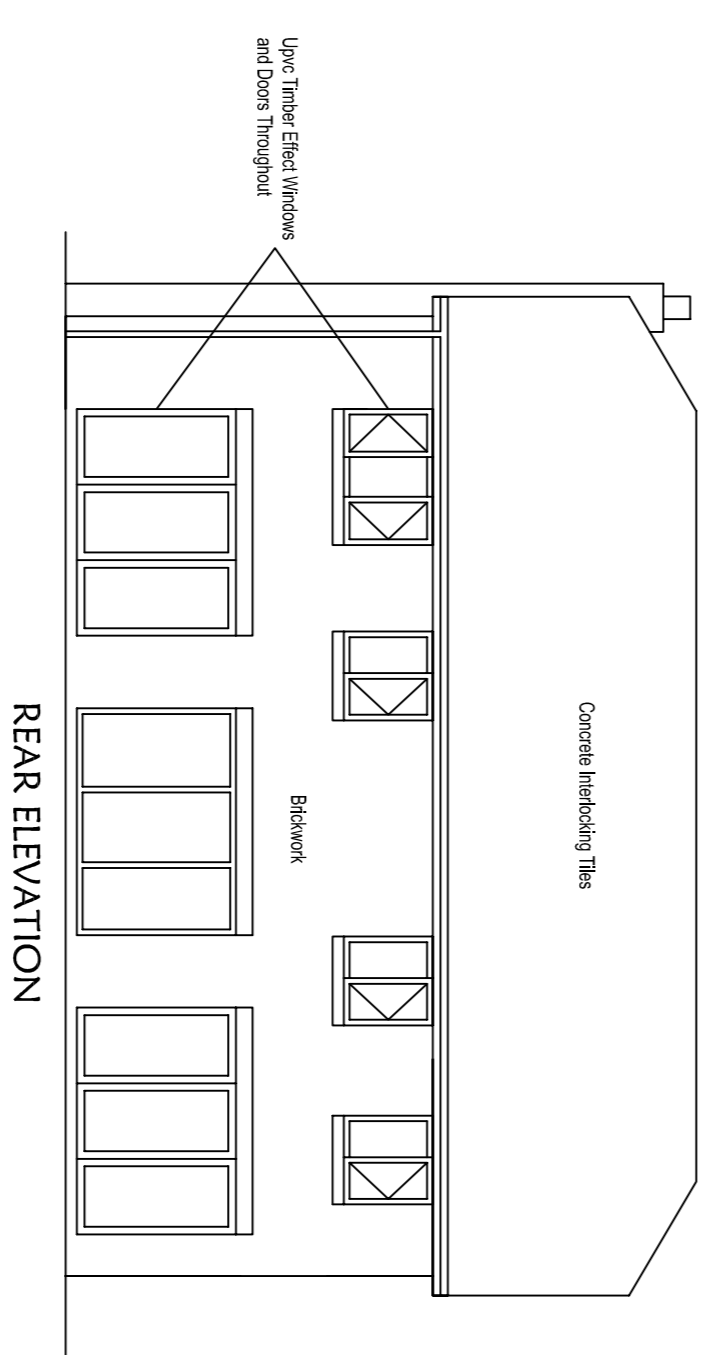 Concrete Interlocking Tiles
Upvc Timber Effect Windows
and Doors Throughout
Brickwork
REAR ELEVATION